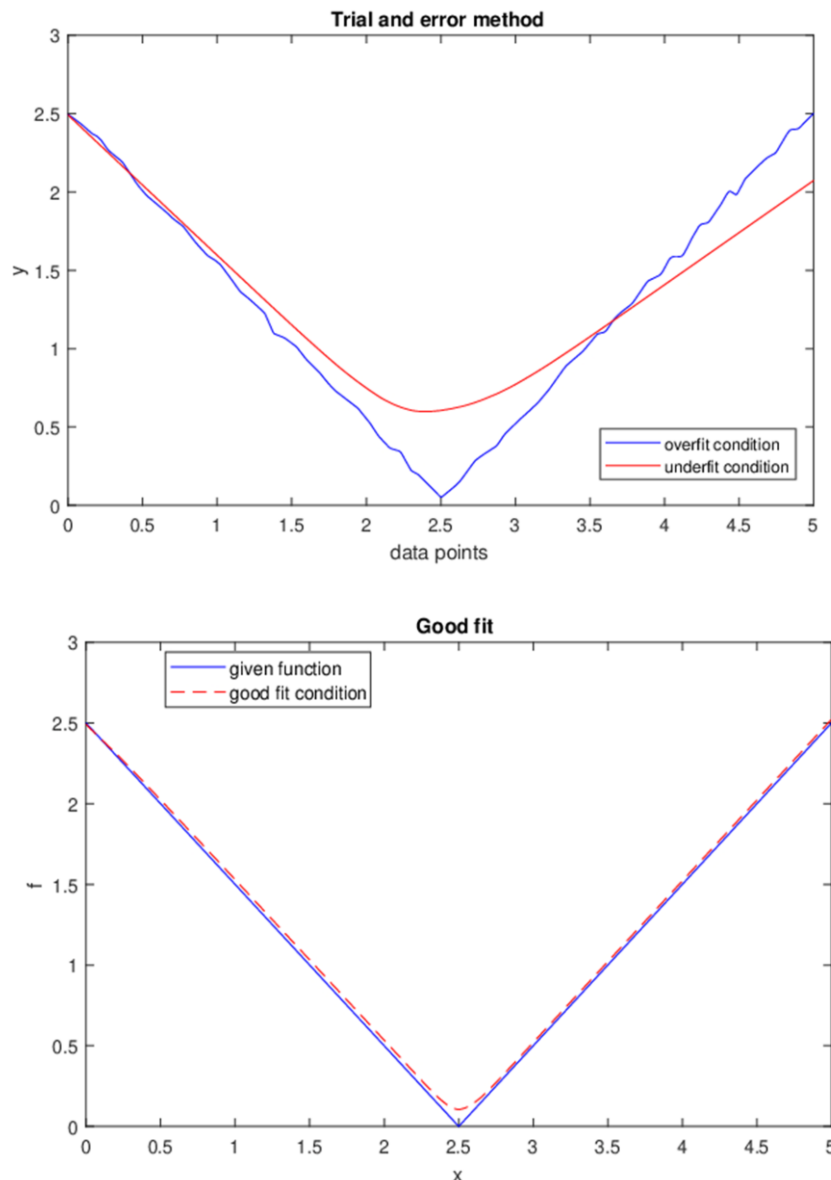 Trial and error method
3
2.5
2
1.5
1
0.5
0
y
overfit condition
underfit condition
0 0.5 1 1.5 2 2.5 3 3.5 4 4.5 5
data points
Good fit
3
2.5
2
1.5
1
0.5
0
f
given function
good fit condition
0 0.5 1 1.5 2 2.5 3 3.5 4 4.5 5
x